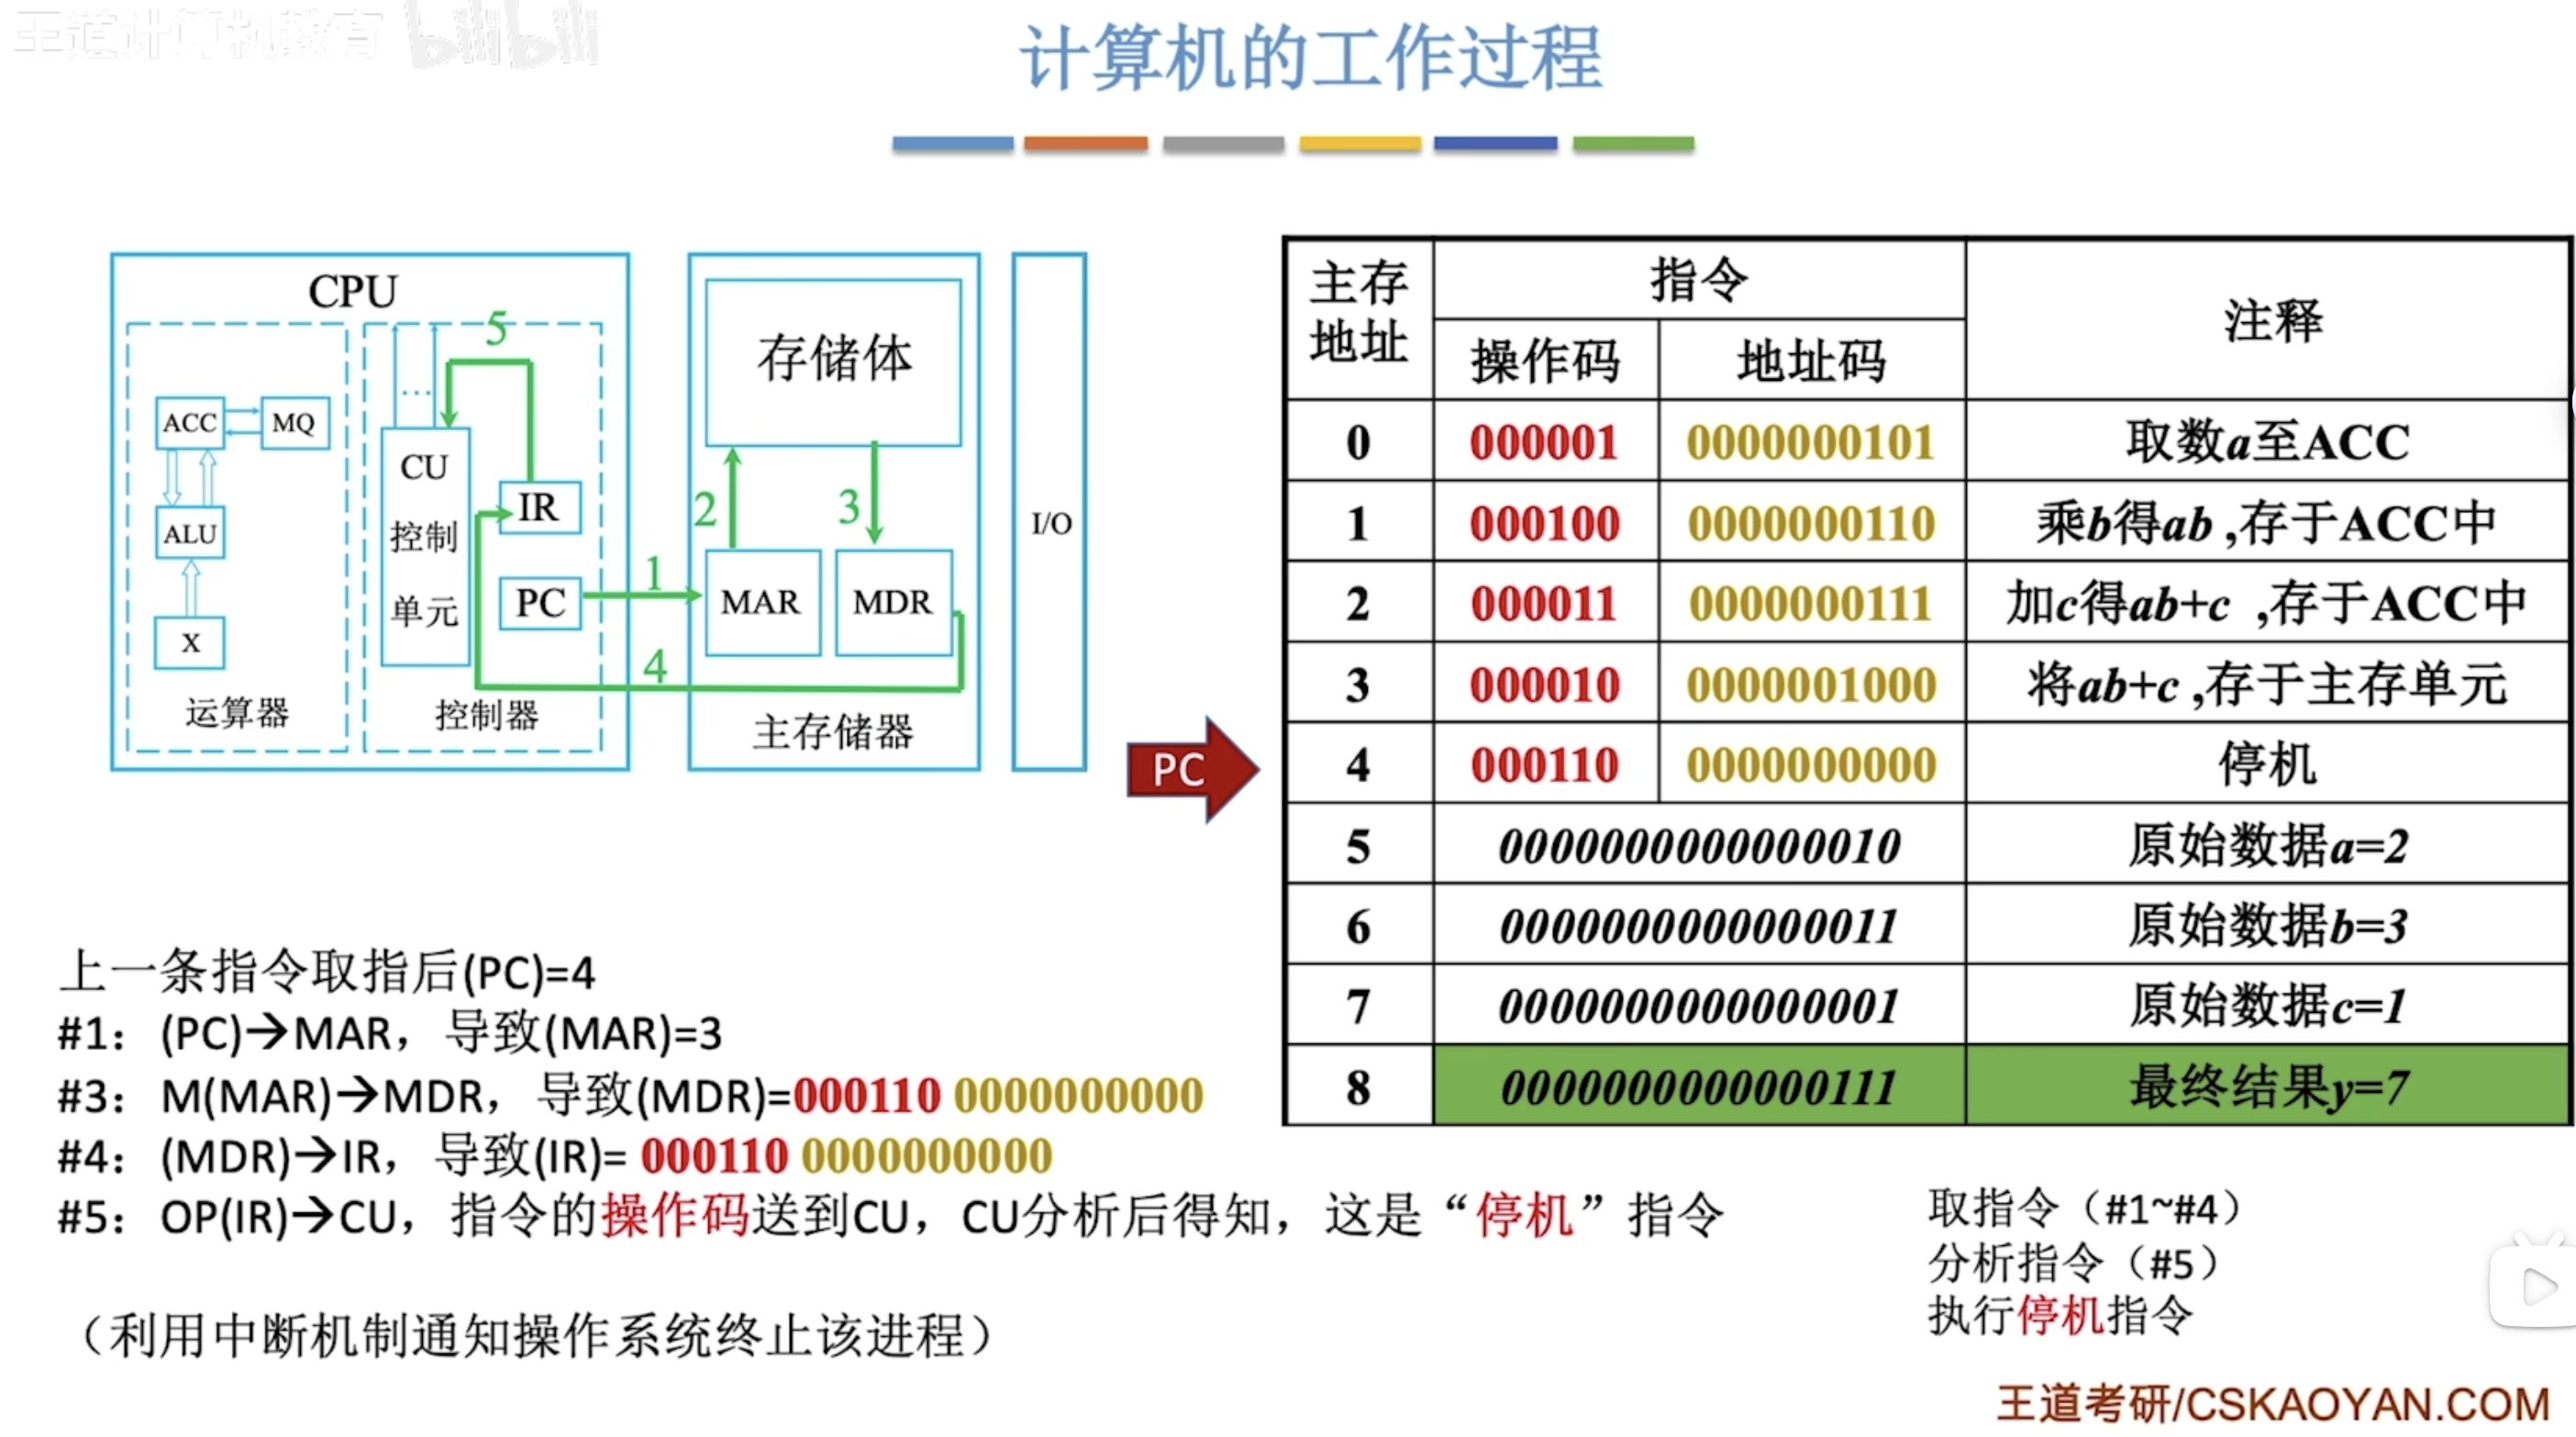 王道计算机教育 bilibili
计算机的工作过程
CPU
5
...
ACC
MQ
CU
控制
单元
IR
PC
ALU
X
运算器
控制器
1
4
存储体
2
3
MAR
MDR
主存储器
I/O
PC
主存地址 指令 注释
操作码 地址码
0 000001 0000000101 取数a至ACC
1 000100 0000000110 乘b得ab ,存于ACC中
2 000011 0000000111 加c得ab+c ,存于ACC中
3 000010 0000001000 将ab+c ,存于主存单元
4 000110 0000000000 停机
5 0000000000000010 原始数据a=2
6 0000000000000011 原始数据b=3
7 0000000000000001 原始数据c=1
8 0000000000000111 最终结果y=7
上一条指令取指后(PC)=4
#1：(PC)→MAR，导致(MAR)=3
#3：M(MAR)→MDR，导致(MDR)=000110 0000000000
#4：(MDR)→IR，导致(IR)= 000110 0000000000
#5：OP(IR)→CU，指令的操作码送到CU，CU分析后得知，这是“停机”指令
（利用中断机制通知操作系统终止该进程）
取指令（#1~#4）
分析指令（#5）
执行停机指令
王道考研/CSKAOYAN.COM